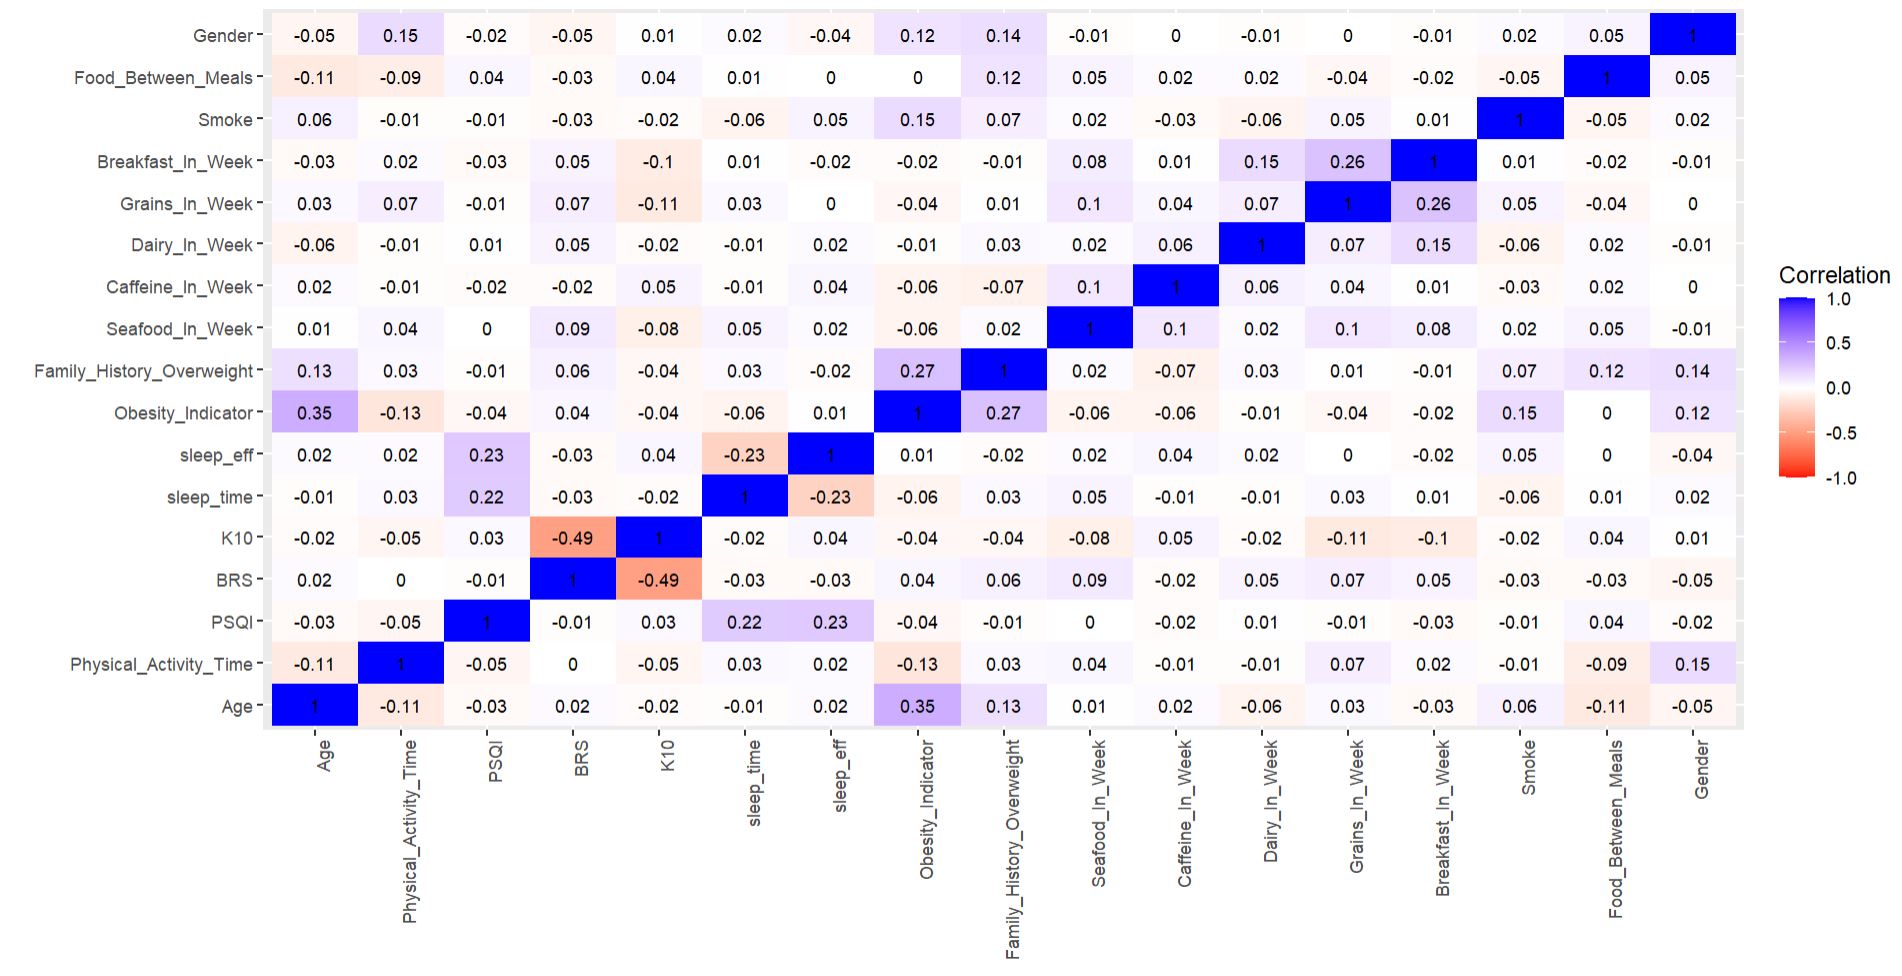 Gender -0.05 0.15 -0.02 -0.05 0.01 0.02 -0.04 0.12 0.14 -0.01 0 -0.01 0 -0.01 0.02 0.05 1
Food_Between_Meals -0.11 -0.09 0.04 -0.03 0.04 0.01 0 0 0.12 0.05 0.02 0.02 -0.04 -0.02 -0.05 1 0.05
Smoke 0.06 -0.01 -0.01 -0.03 -0.02 -0.06 0.05 0.15 0.07 0.02 -0.03 -0.06 0.05 0.01 1 -0.05 0.02
Breakfast_In_Week -0.03 0.02 -0.03 0.05 -0.1 0.01 -0.02 -0.02 -0.01 0.08 0.01 0.15 0.26 1 0.01 -0.02 -0.01
Grains_In_Week 0.03 0.07 -0.01 0.07 -0.11 0.03 0 -0.04 0.01 0.1 0.04 0.07 1 0.26 0.05 -0.04 0
Dairy_In_Week -0.06 -0.01 0.01 0.05 -0.02 -0.01 0.02 -0.01 0.03 0.02 0.06 1 0.07 0.15 -0.06 0.02 -0.01
Caffeine_In_Week 0.02 -0.01 -0.02 -0.02 0.05 -0.01 0.04 -0.06 -0.07 0.1 1 0.06 0.04 0.01 -0.03 0.02 0
Seafood_In_Week 0.01 0.04 0 0.09 -0.08 0.05 0.02 -0.06 0.02 1 0.1 0.02 0.1 0.08 0.02 0.05 -0.01
Family_History_Overweight 0.13 0.03 -0.01 0.06 -0.04 0.03 -0.02 0.27 1 0.02 -0.07 0.03 0.01 -0.01 0.07 0.12 0.14
Obesity_Indicator 0.35 -0.13 -0.04 0.04 -0.04 -0.06 0.01 1 0.27 -0.06 -0.06 -0.01 -0.04 -0.02 0.15 0 0.12
sleep_eff 0.02 0.02 0.23 -0.03 0.04 -0.23 1 0.01 -0.02 0.02 0.04 0.02 0 -0.02 0.05 0 -0.04
sleep_time -0.01 0.03 0.22 -0.03 -0.02 1 -0.23 -0.06 0.03 0.05 -0.01 -0.01 0.03 0.01 -0.06 0.01 0.02
K10 -0.02 -0.05 0.03 -0.49 1 -0.02 0.04 -0.04 -0.04 -0.08 0.05 -0.02 -0.11 -0.1 -0.02 0.04 0.01
BRS 0.02 0 -0.01 1 -0.49 -0.03 -0.03 0.04 0.06 0.09 -0.02 0.05 0.07 0.05 -0.03 -0.03 -0.05
PSQI -0.03 -0.05 1 -0.01 0.03 0.22 0.23 -0.04 -0.01 0 -0.02 0.01 -0.01 -0.03 -0.01 0.04 -0.02
Physical_Activity_Time -0.11 1 -0.05 0 -0.05 0.03 0.02 -0.13 0.03 0.04 -0.01 -0.01 0.07 0.02 -0.01 -0.09 0.15
Age 1 -0.11 -0.03 0.02 -0.02 -0.01 0.02 0.35 0.13 0.01 0.02 -0.06 0.03 -0.03 0.06 -0.11 -0.05
Age
Physical_Activity_Time
PSQI
BRS
K10
sleep_time
sleep_eff
Obesity_Indicator
Family_History_Overweight
Seafood_In_Week
Caffeine_In_Week
Dairy_In_Week
Grains_In_Week
Breakfast_In_Week
Smoke
Food_Between_Meals
Gender
Correlation
1.0
0.5
0.0
-0.5
-1.0